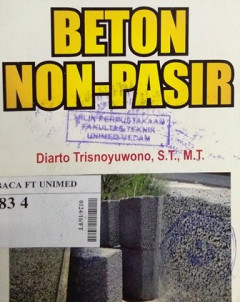 BETON
NON-PASIR
MILIK PERPUSTAKAAN
FAKULTAS TEKNIK
UNIMED MEDAN
Diarto Trisnoyuwono, S.T., M.T.
BACA FT UNIMED
83 4